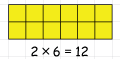 2 × 6 = 12